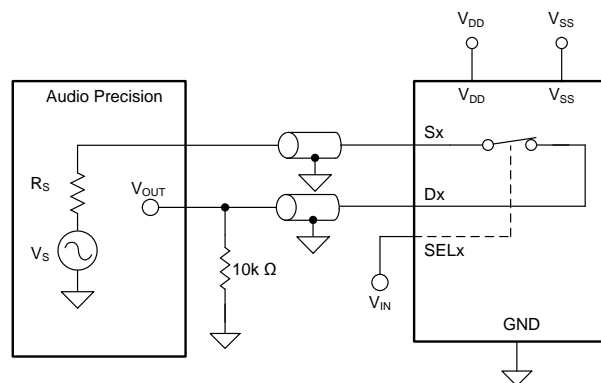 V_DD V_SS
Audio Precision
V_DD V_SS
Sx
R_S
V_OUT
Dx
V_S
10k Ω
SELx
V_IN
GND